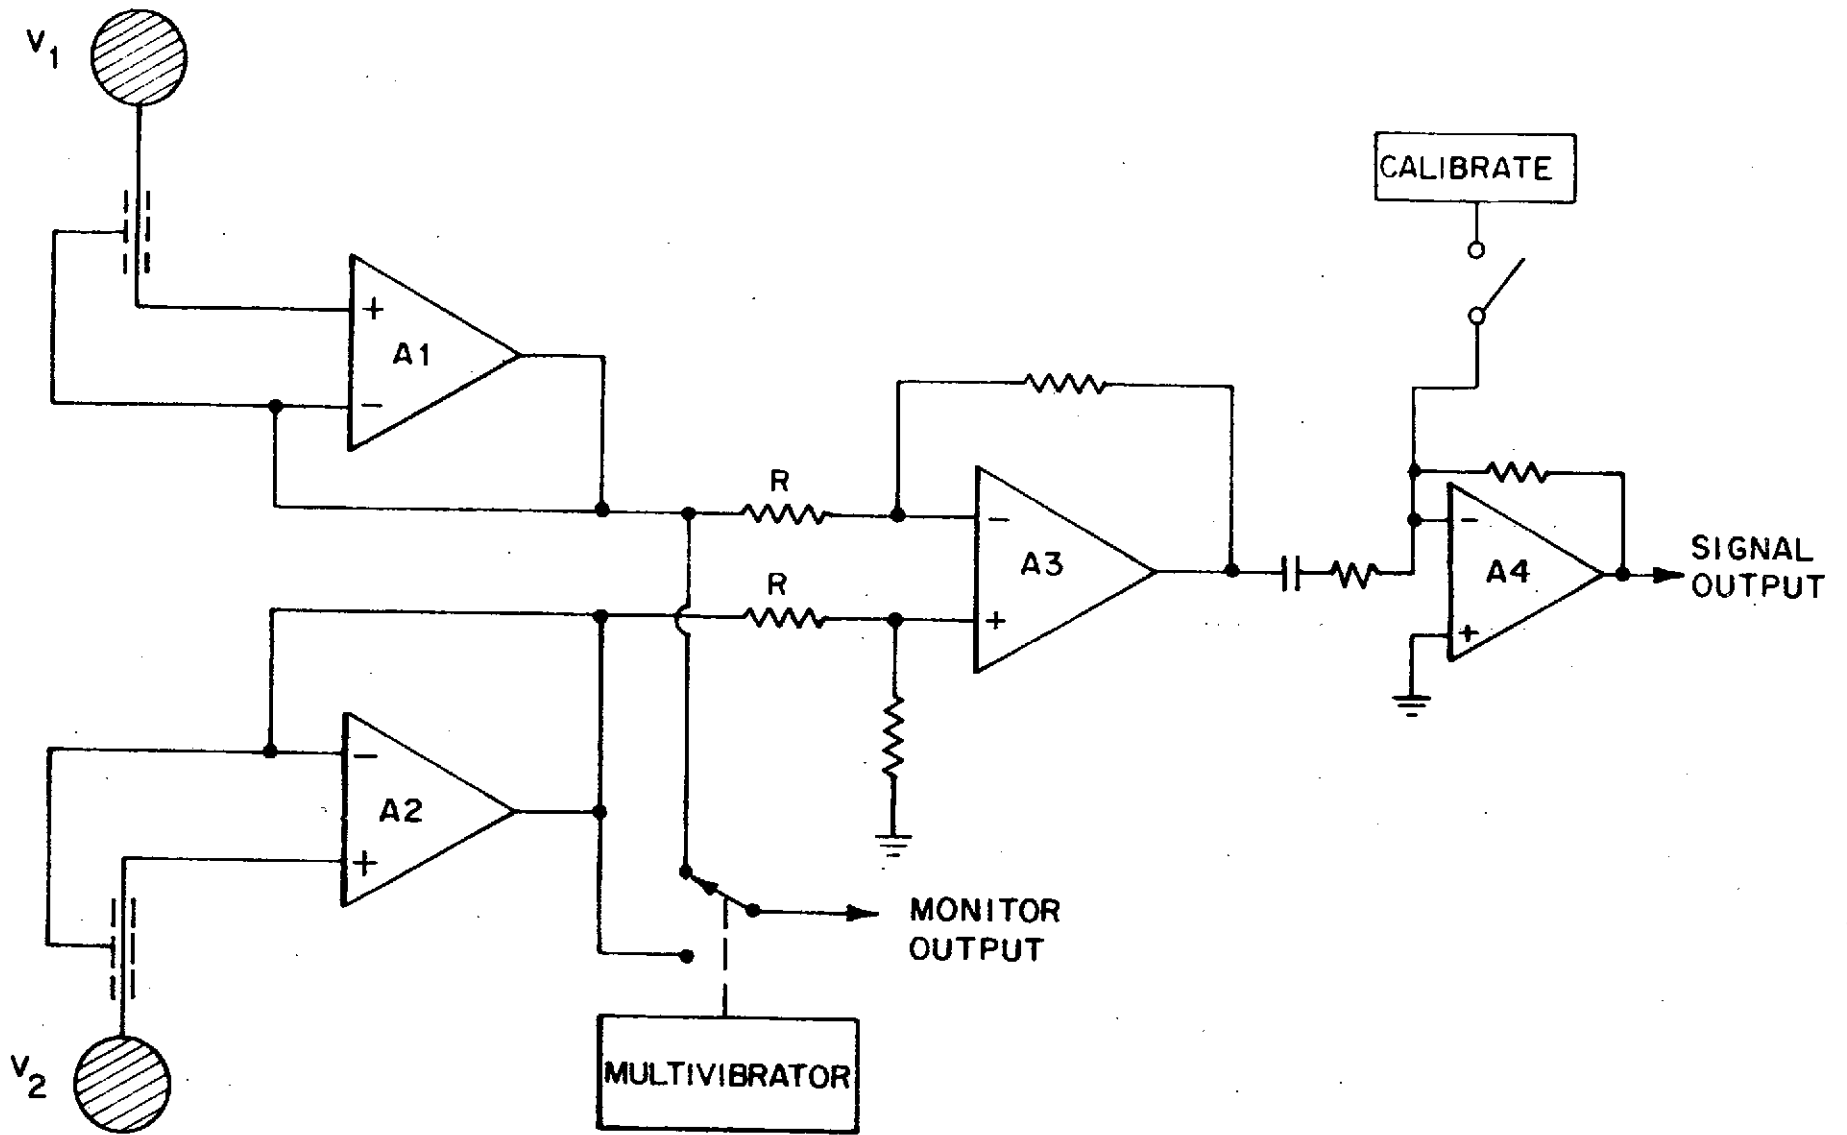 V1
CALIBRATE
+
A1
−
R
−
A3
+
R
−
A4
+
SIGNAL
OUTPUT
−
A2
+
MONITOR
OUTPUT
V2
MULTIVIBRATOR